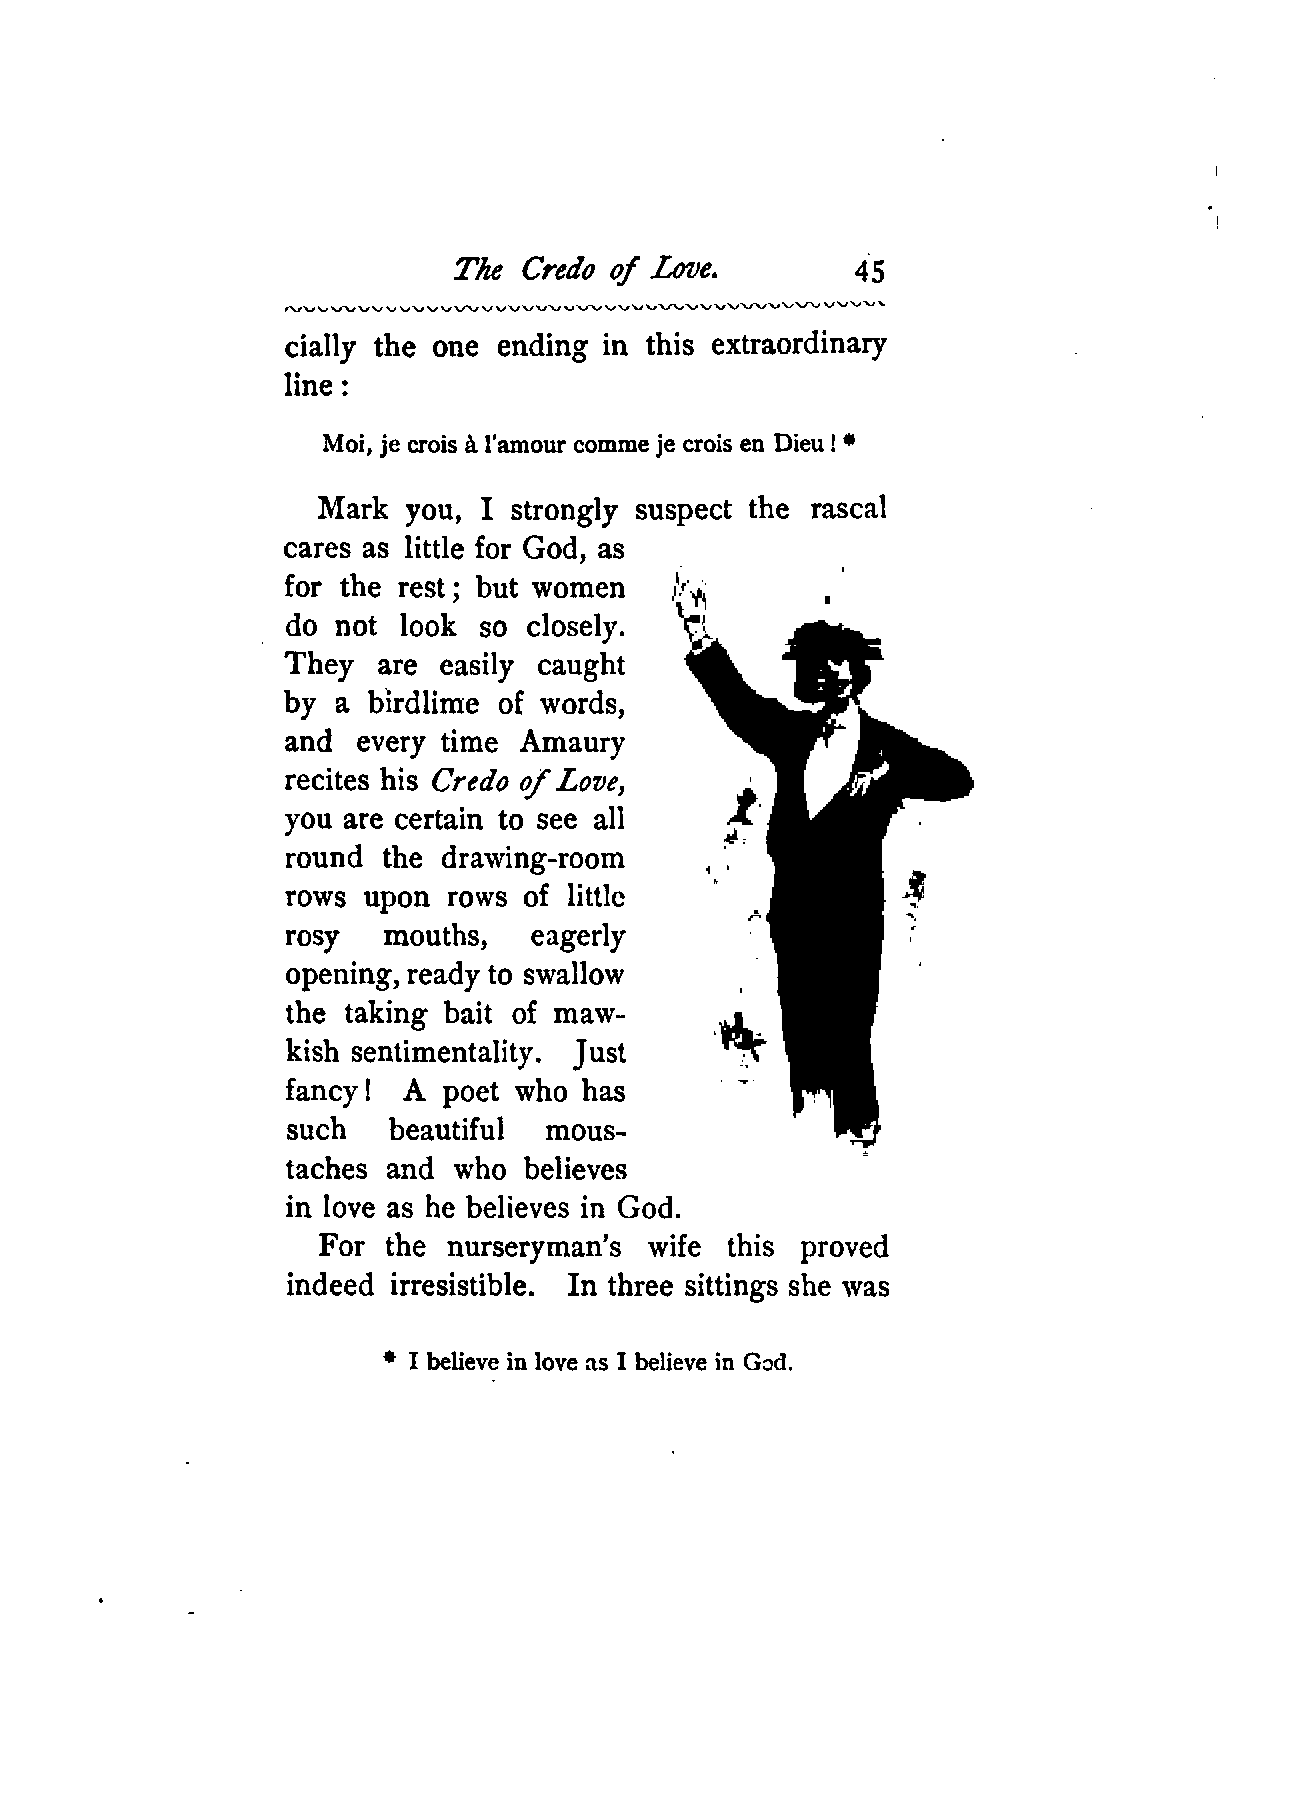 The Credo of Love. 45
cially the one ending in this extraordinary
line :
Moi, je crois à l'amour comme je crois en Dieu ! *
Mark you, I strongly suspect the rascal
cares as little for God, as
for the rest ; but women
do not look so closely.
They are easily caught
by a birdlime of words,
and every time Amaury
recites his Credo of Love,
you are certain to see all
round the drawing-room
rows upon rows of little
rosy mouths, eagerly
opening, ready to swallow
the taking bait of maw-
kish sentimentality. Just
fancy ! A poet who has
such beautiful mous-
taches and who believes
in love as he believes in God.
For the nurseryman's wife this proved
indeed irresistible. In three sittings she was
* I believe in love as I believe in God.